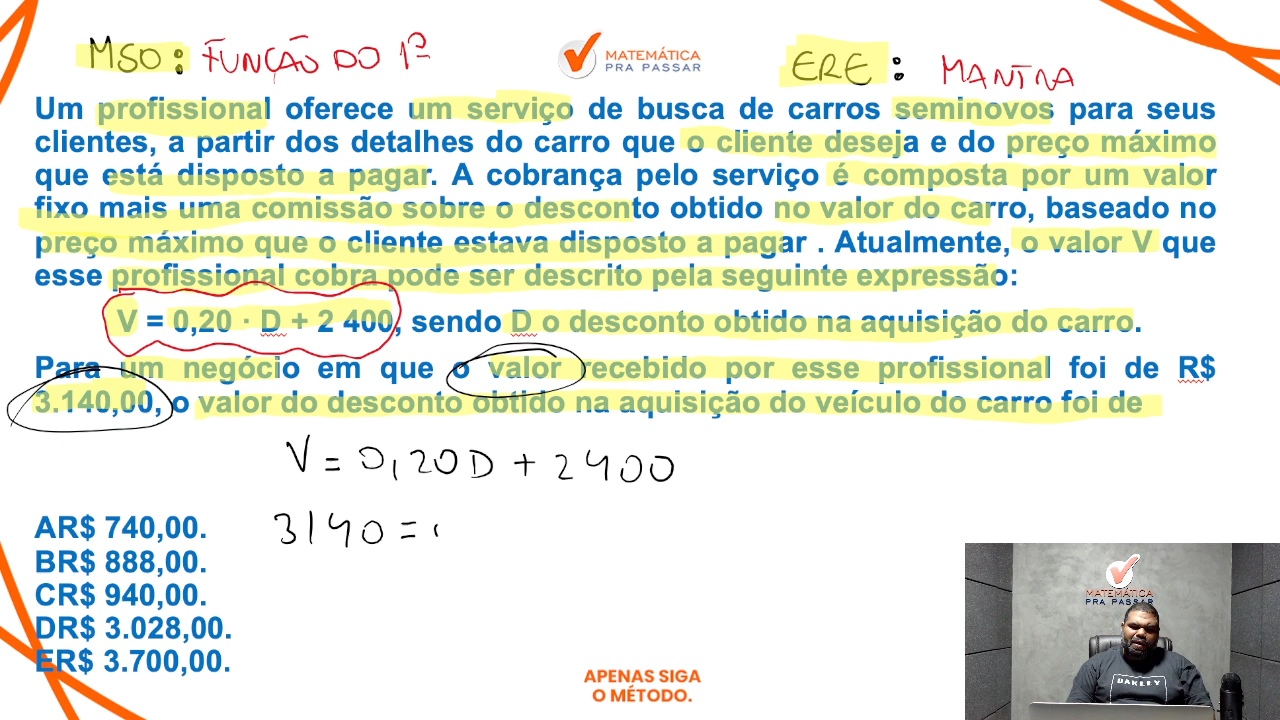 MSO: FUNÇÃO DO 1º
MATEMÁTICA
PRA PASSAR
ERE: MANTRA
Um profissional oferece um serviço de busca de carros seminovos para seus
clientes, a partir dos detalhes do carro que o cliente deseja e do preço máximo
que está disposto a pagar. A cobrança pelo serviço é composta por um valor
fixo mais uma comissão sobre o desconto obtido no valor do carro, baseado no
preço máximo que o cliente estava disposto a pagar . Atualmente, o valor V que
esse profissional cobra pode ser descrito pela seguinte expressão:
V = 0,20 · D + 2 400, sendo D o desconto obtido na aquisição do carro.
Para um negócio em que o valor recebido por esse profissional foi de R$
3.140,00, o valor do desconto obtido na aquisição do veículo do carro foi de
V = 0,20D + 2400
3140 =
AR$ 740,00.
BR$ 888,00.
CR$ 940,00.
DR$ 3.028,00.
ER$ 3.700,00.
MATEMÁTICA
PRA PASSAR
OAKLEY
APENAS SIGA
O MÉTODO.